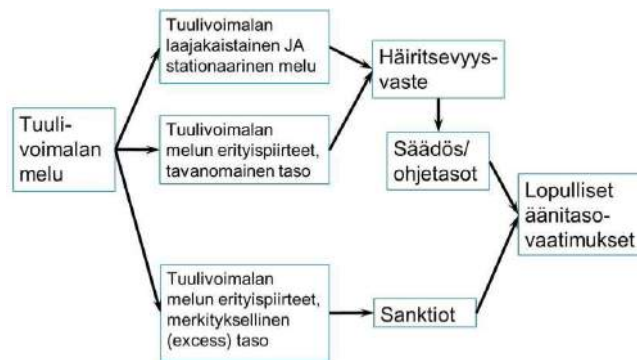 Tuuli-
voimalan
melu
Tuulivoimalan
laajakaistainen JA
stationaarinen melu
Tuulivoimalan
melun erityispiirteet,
tavanomainen taso
Tuulivoimalan
melun erityispiirteet,
merkityksellinen
(excess) taso
Häiritsevyys-
vaste
Säädös/
ohjetasot
Sanktiot
Lopulliset
äänitaso-
vaatimukset